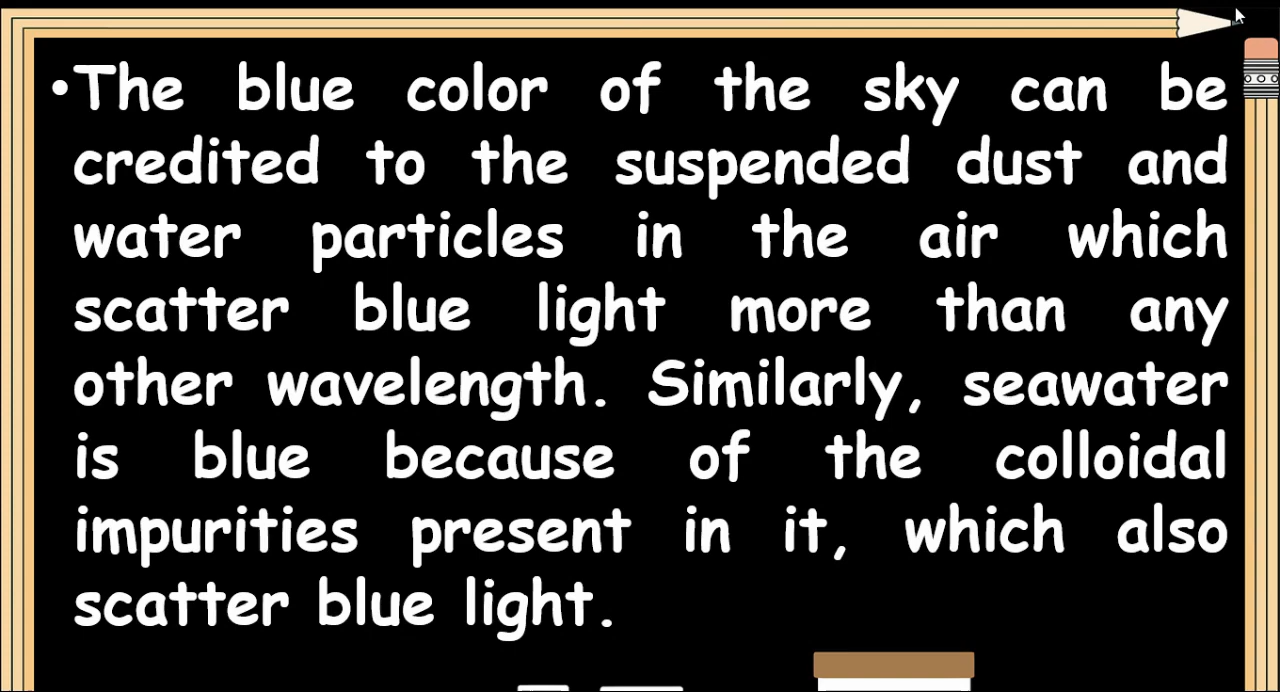 •The blue color of the sky can be
credited to the suspended dust and
water particles in the air which
scatter blue light more than any
other wavelength. Similarly, seawater
is blue because of the colloidal
impurities present in it, which also
scatter blue light.